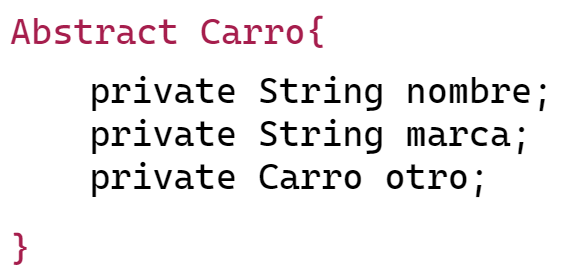 Abstract Carro{
private String nombre;
private String marca;
private Carro otro;
}